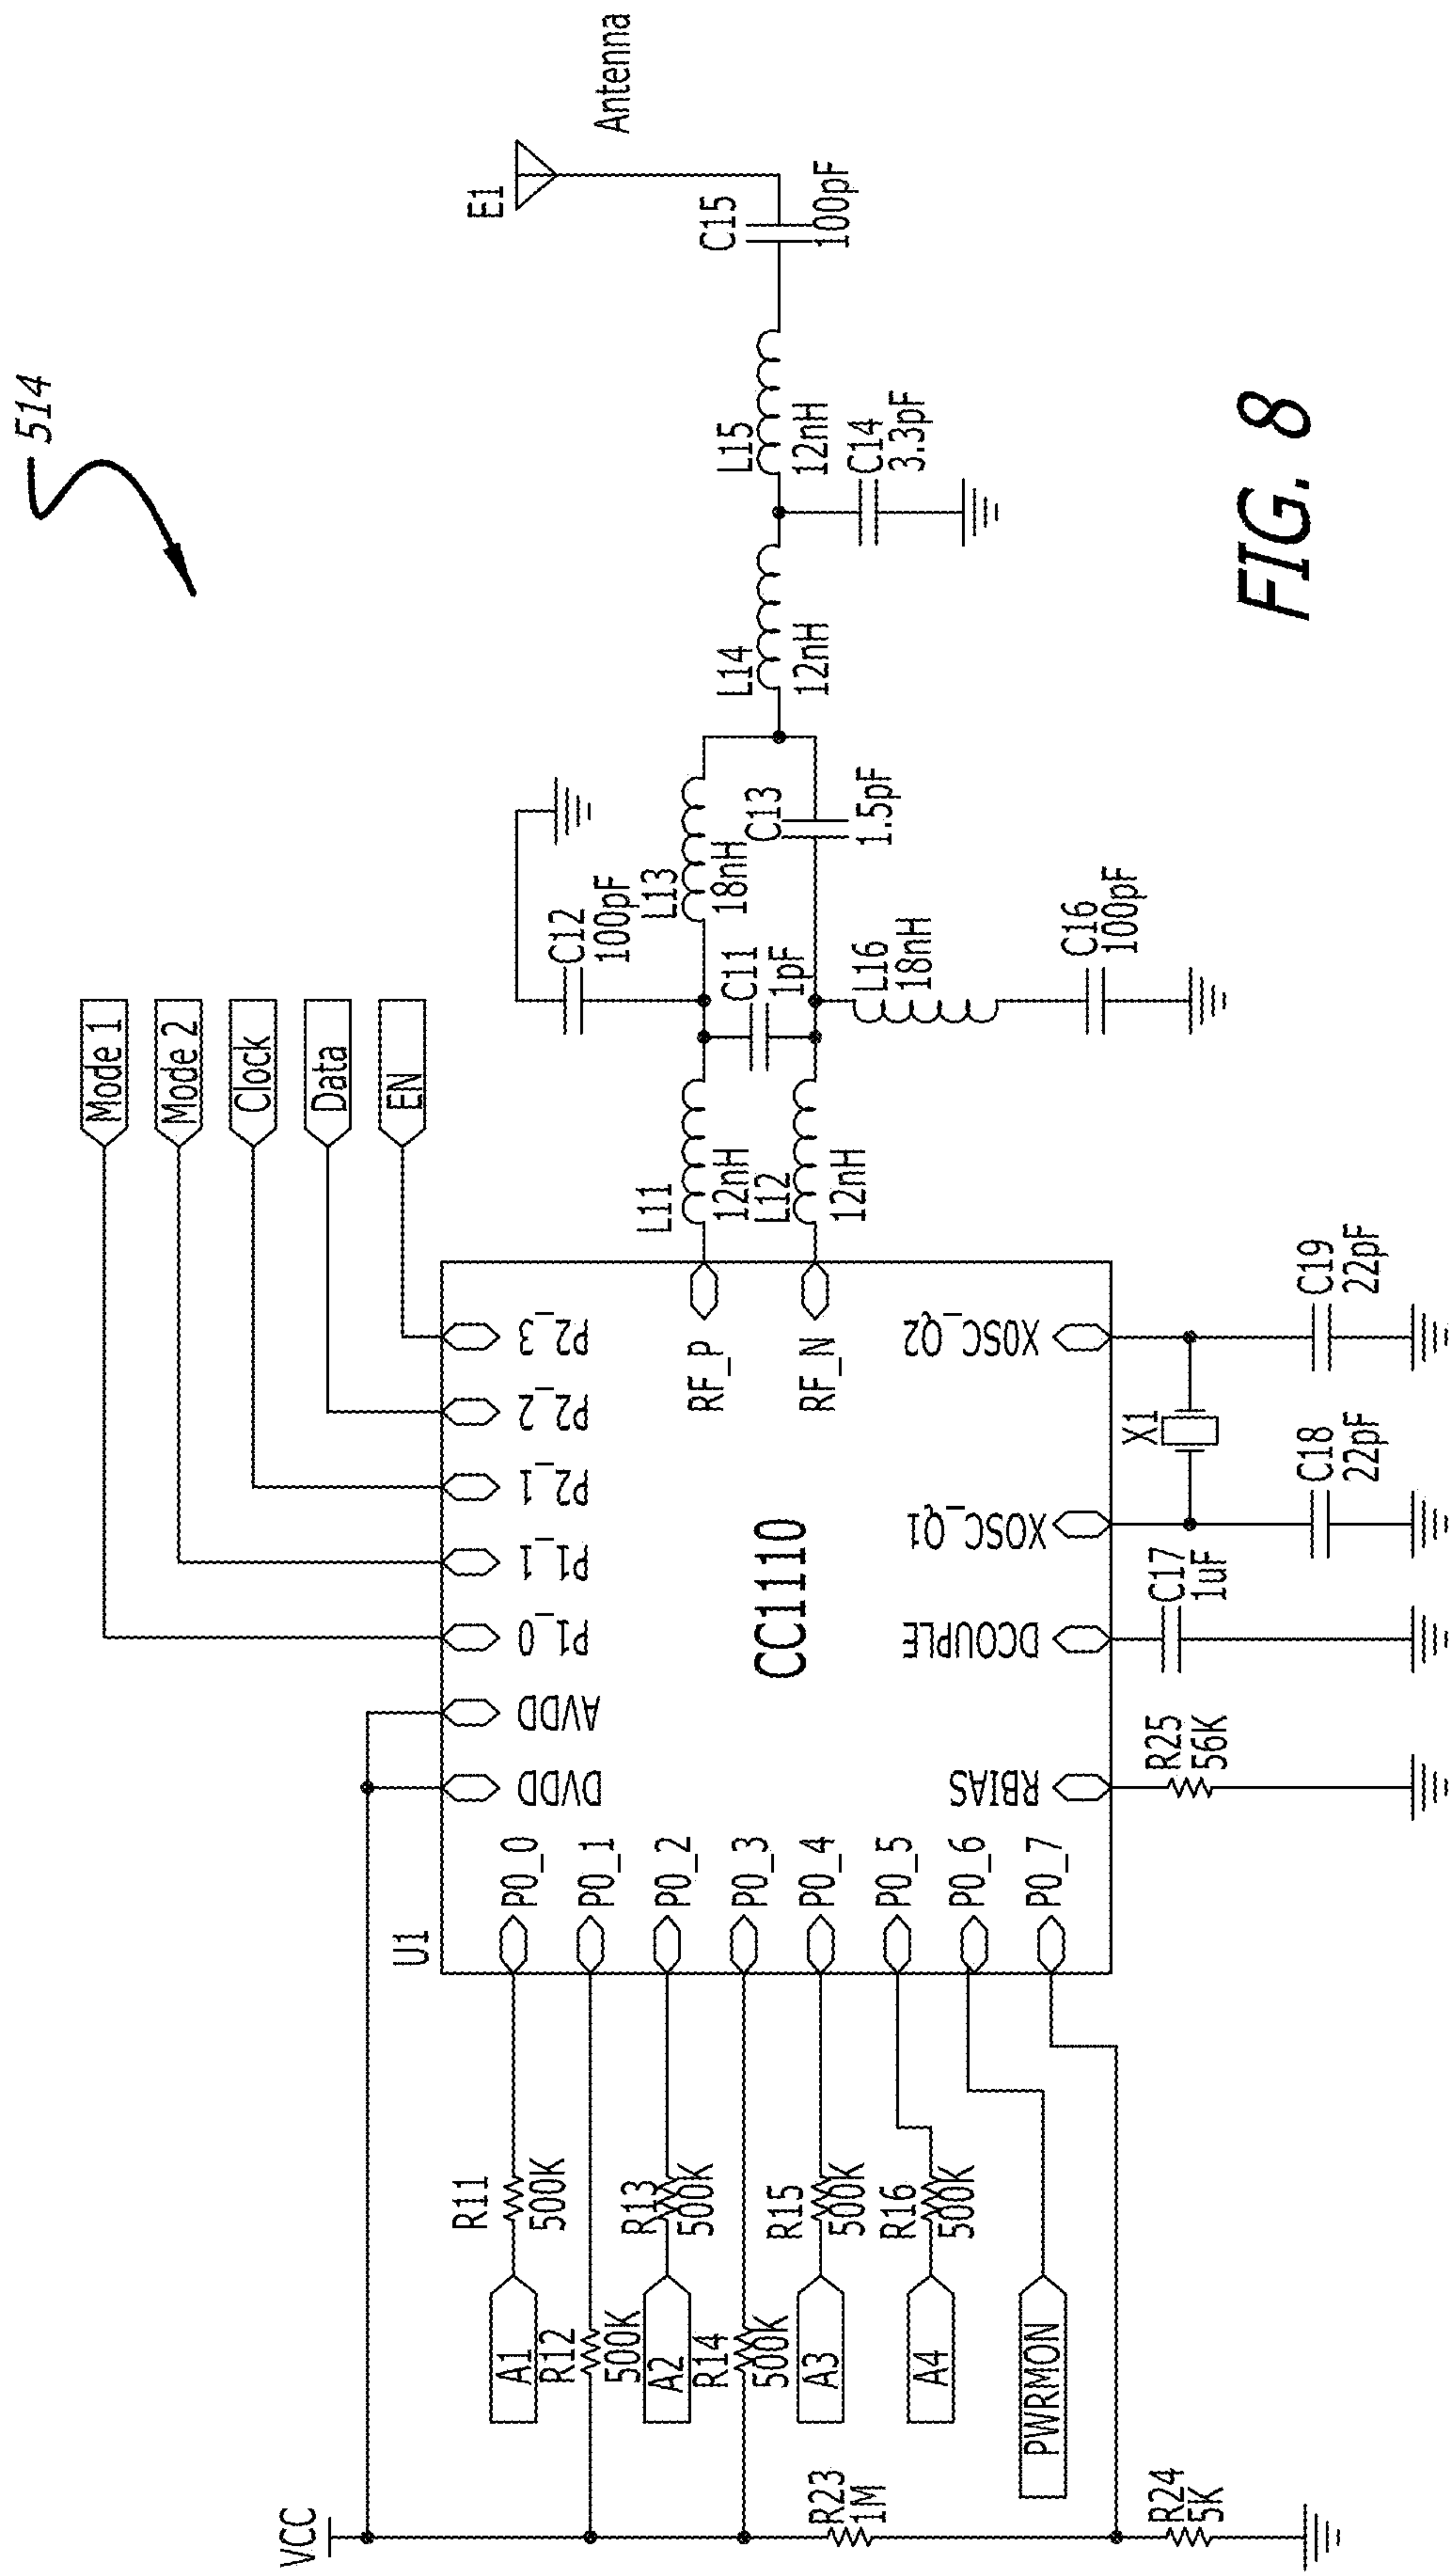 514
VCC
Mode 1
Mode 2
Clock
Data
EN
E1
Antenna
U1
DVDD
AVDD
P1_0
P1_1
P2_1
P2_2
P2_3
P0_0
P0_1
P0_2
P0_3
P0_4
P0_5
P0_6
P0_7
CC1110
RF_P
RF_N
RBIAS
DCOUPLE
XOSC_Q1
XOSC_Q2
A1
R11
500K
R12
500K
A2
R13
500K
R14
500K
A3
R15
500K
A4
R16
500K
PWRMON
R23
1M
R24
5K
R25
56K
C17
1uF
X1
C18
22pF
C19
22pF
L11
12nH
L12
12nH
C12
100pF
C11
1pF
L13
18nH
C13
1.5pF
L16
18nH
C16
100pF
L14
12nH
L15
12nH
C14
3.3pF
C15
100pF
FIG. 8